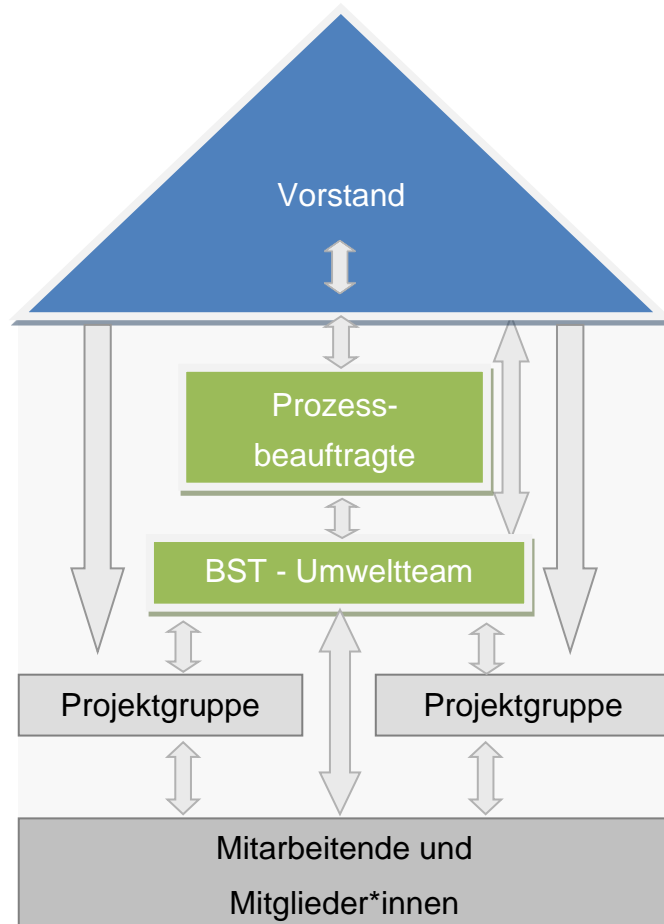 Vorstand
Prozess-
beauftragte
BST - Umweltteam
Projektgruppe
Projektgruppe
Mitarbeitende und
Mitglieder*innen